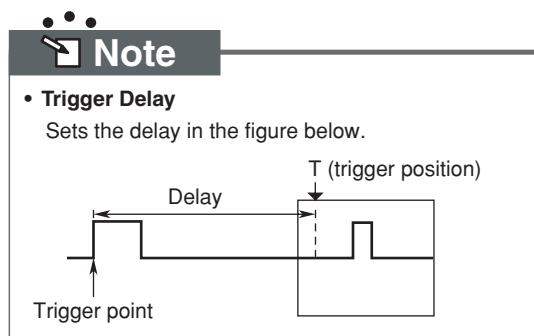 Note
• Trigger Delay
Sets the delay in the figure below.
T (trigger position)
Delay
Trigger point